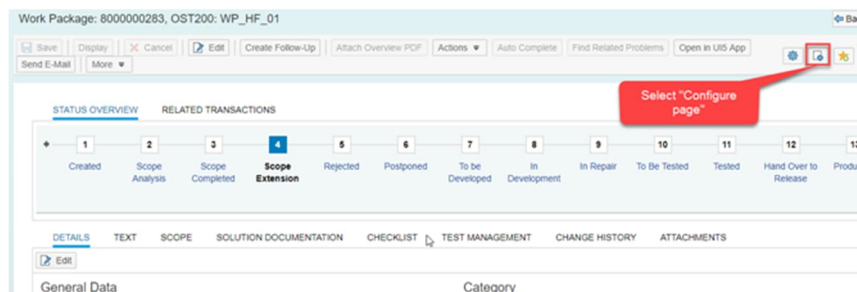 Work Package: 8000000283, OST200: WP_HF_01
Ba
Save Display Cancel Edit Create Follow-Up Attach Overview PDF Actions Auto Complete Find Related Problems Open in UI5 App
Send E-Mail More
Select "Configure
page"
STATUS OVERVIEW RELATED TRANSACTIONS
1 2 3 4 5 6 7 8 9 10 11 12 13
Created Scope Scope Scope Rejected Postponed To be In In Repair To Be Tested Tested Hand Over to Produ
Analysis Completed Extension Developed Development Release
DETAILS TEXT SCOPE SOLUTION DOCUMENTATION CHECKLIST TEST MANAGEMENT CHANGE HISTORY ATTACHMENTS
Edit
General Data Category